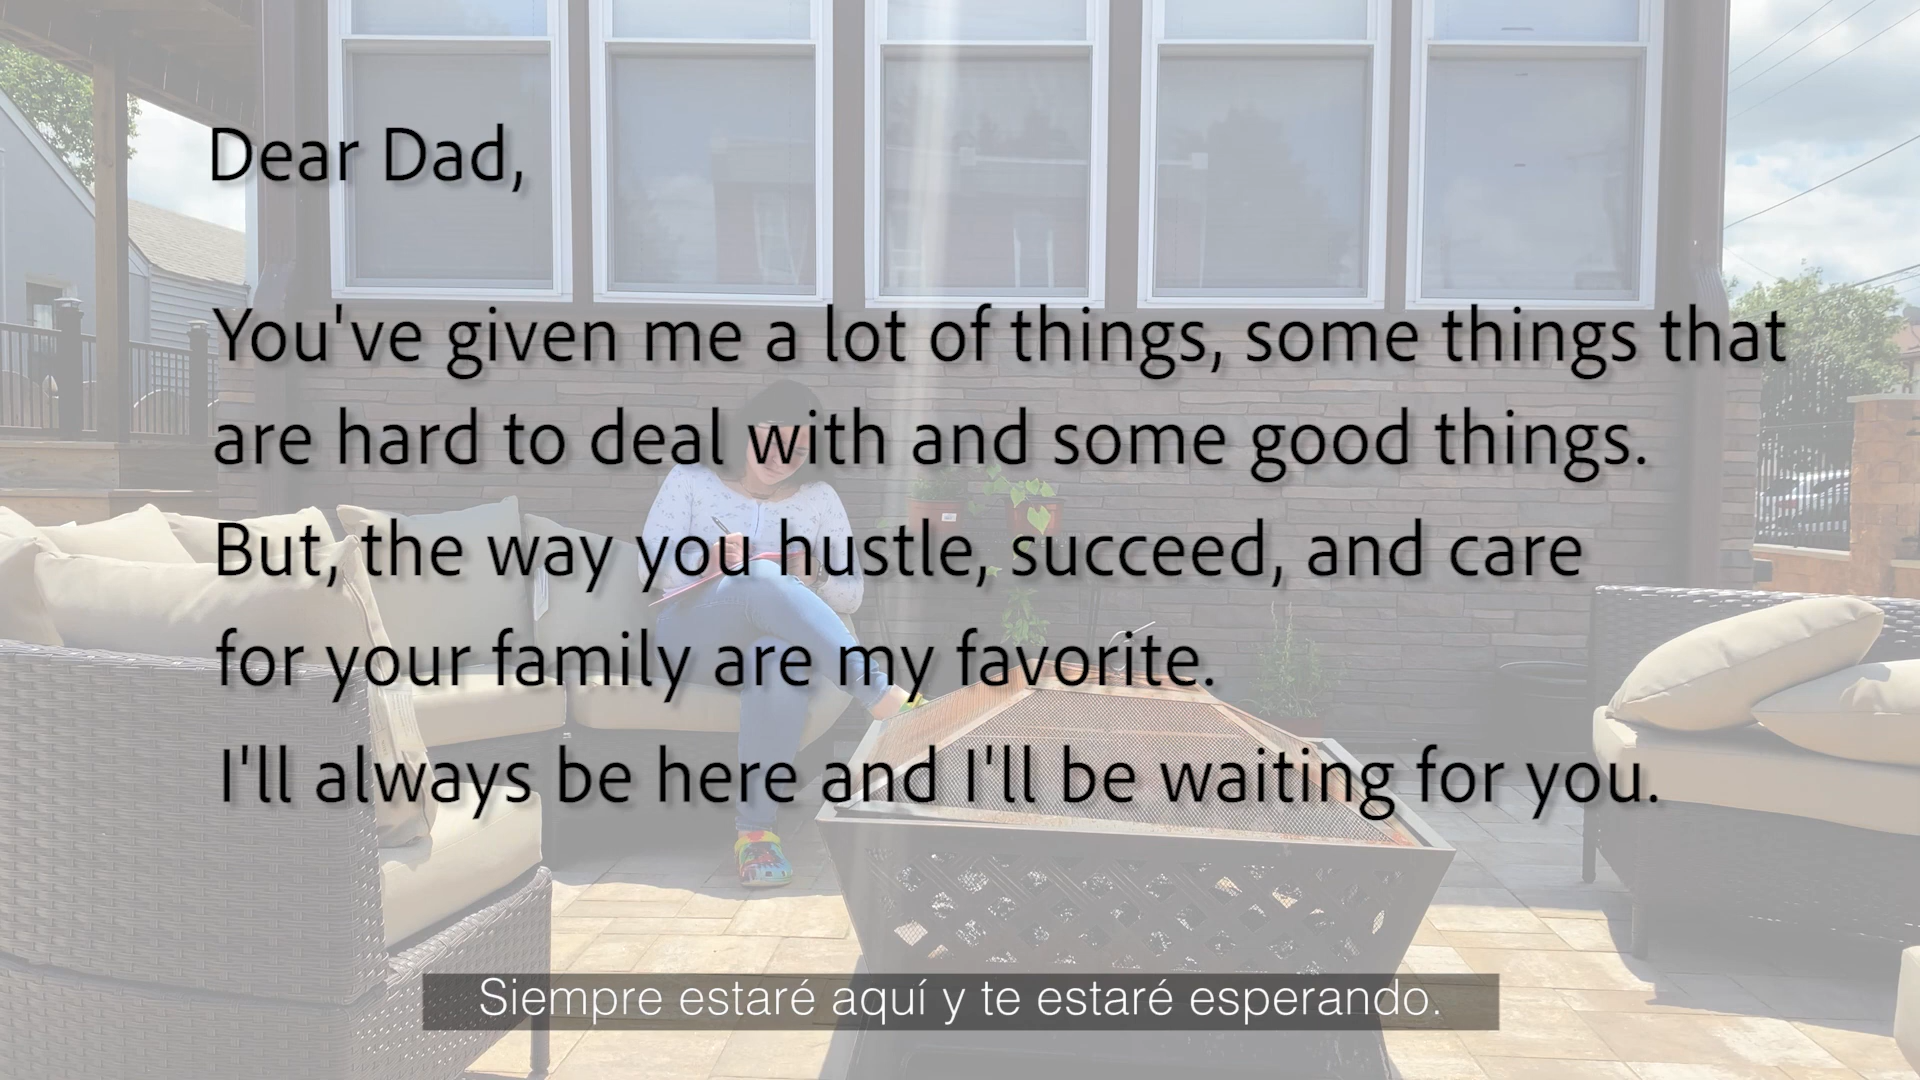 Dear Dad,
You've given me a lot of things, some things that
are hard to deal with and some good things.
But, the way you hustle, succeed, and care
for your family are my favorite.
I'll always be here and I'll be waiting for you.
Siempre estaré aquí y te estaré esperando.